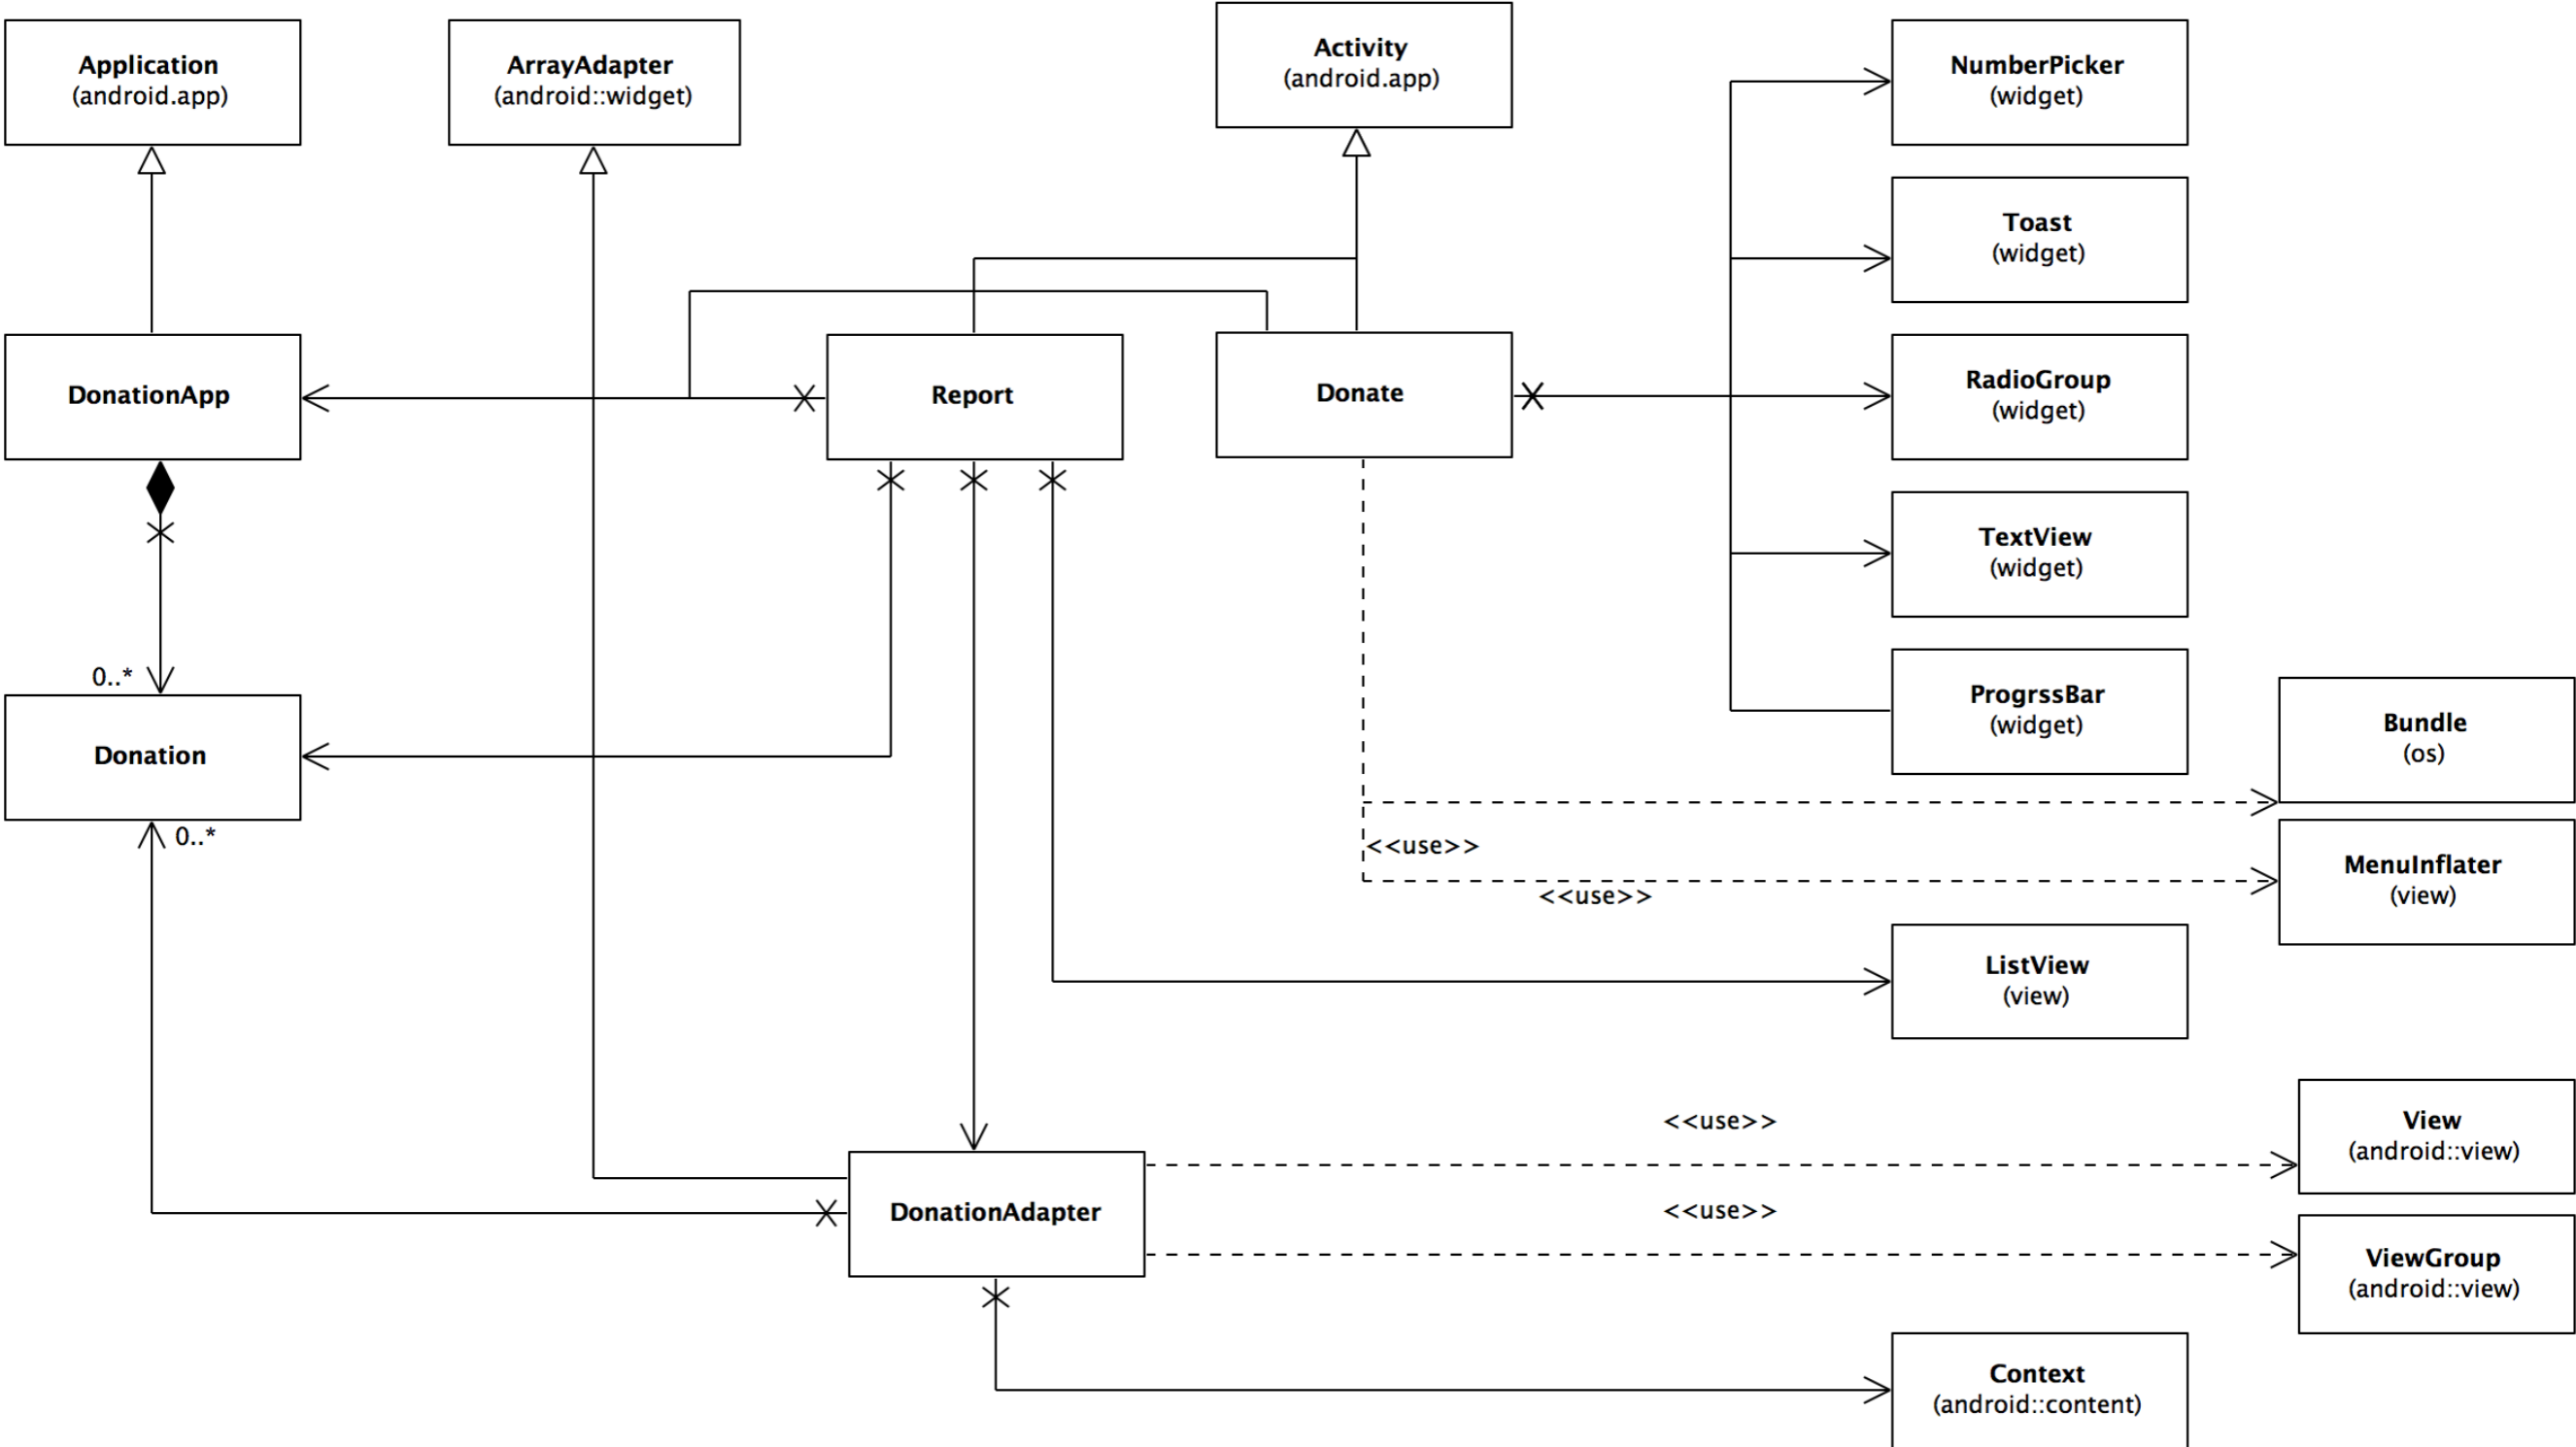 Application
(android.app)
ArrayAdapter
(android::widget)
Activity
(android.app)
NumberPicker
(widget)
Toast
(widget)
DonationApp
Report
Donate
RadioGroup
(widget)
TextView
(widget)
0..*
Donation
0..*
ProgrssBar
(widget)
Bundle
(os)
<<use>>
MenuInflater
(view)
<<use>>
ListView
(view)
<<use>>
View
(android::view)
DonationAdapter
<<use>>
ViewGroup
(android::view)
Context
(android::content)